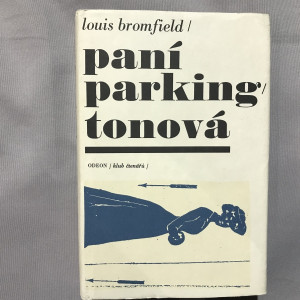 louis bromfield /
paní
parking/
tonová
ODEON / klub čtenářů /